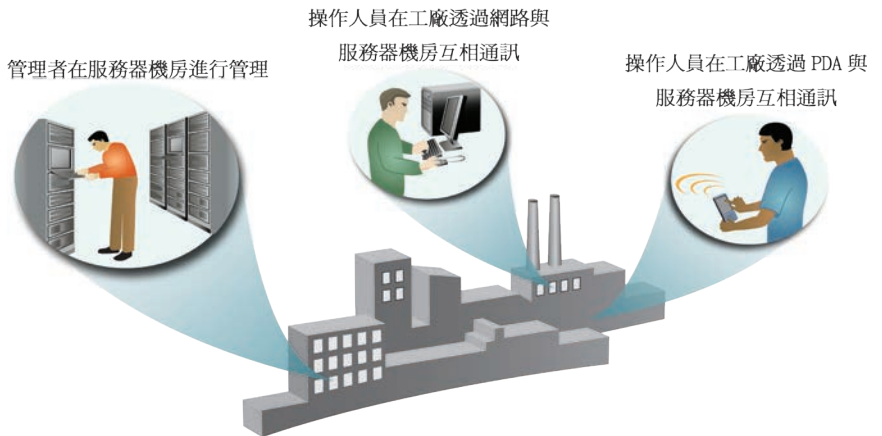 管理者在服務器機房進行管理
操作人員在工廠透過網路與
服務器機房互相通訊
操作人員在工廠透過 PDA 與
服務器機房互相通訊